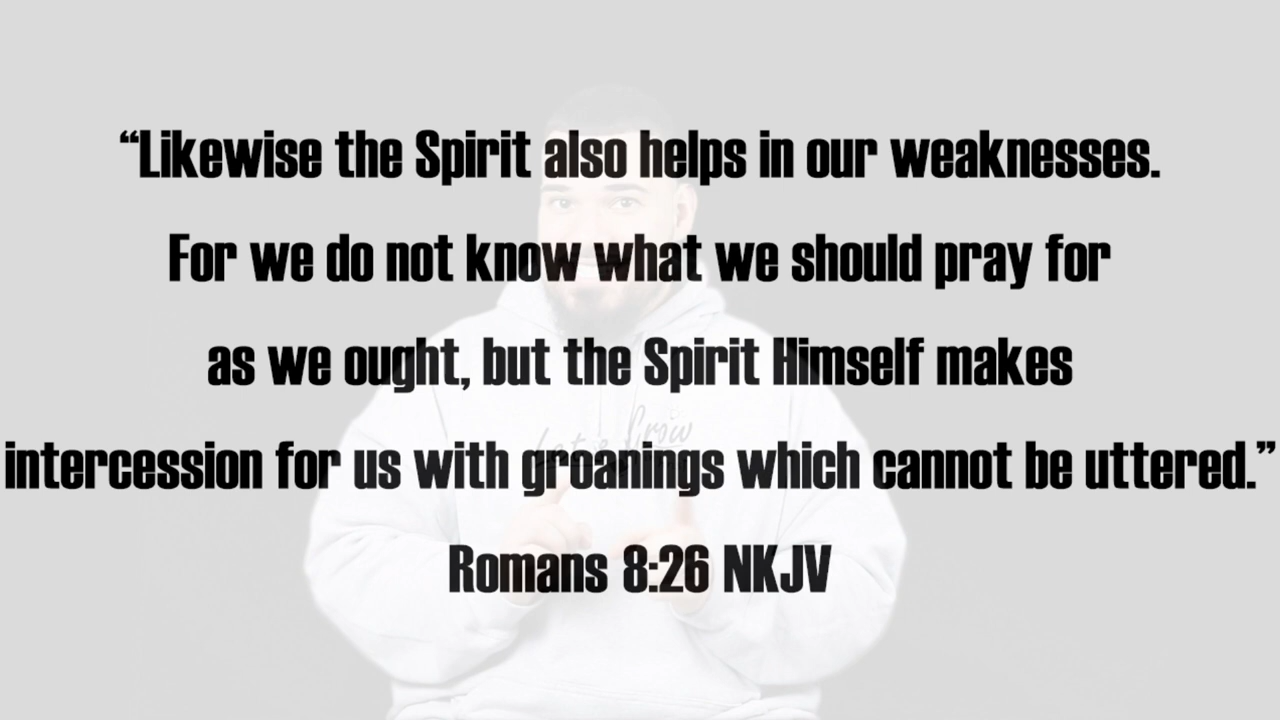 “Likewise the Spirit also helps in our weaknesses.
For we do not know what we should pray for
as we ought, but the Spirit Himself makes
intercession for us with groanings which cannot be uttered.”
Romans 8:26 NKJV
Grow